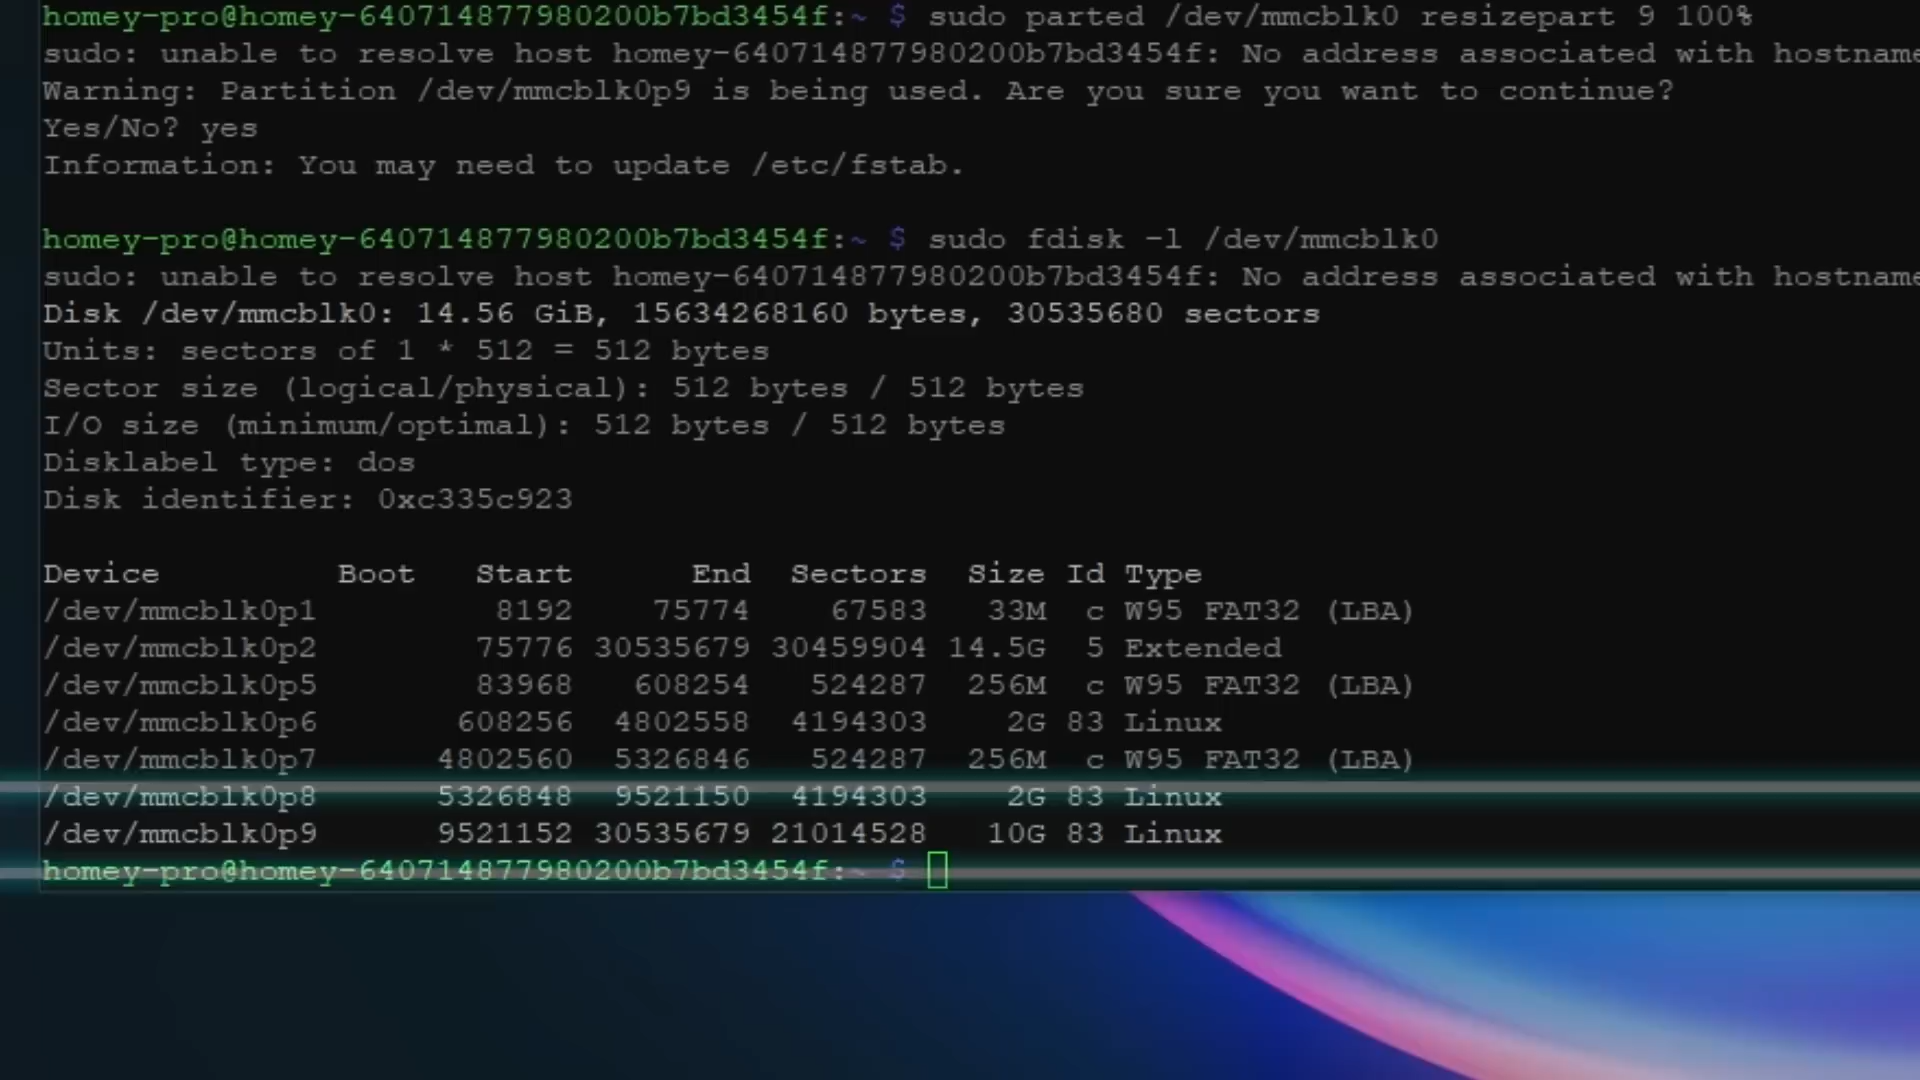 homey-pro@homey-640714877980200b7bd3454f:~ $ sudo parted /dev/mmcblk0 resizepart 9 100%
sudo: unable to resolve host homey-640714877980200b7bd3454f: No address associated with hostname
Warning: Partition /dev/mmcblk0p9 is being used. Are you sure you want to continue?
Yes/No? yes
Information: You may need to update /etc/fstab.
homey-pro@homey-640714877980200b7bd3454f:~ $ sudo fdisk -l /dev/mmcblk0
sudo: unable to resolve host homey-640714877980200b7bd3454f: No address associated with hostname
Disk /dev/mmcblk0: 14.56 GiB, 15634268160 bytes, 30535680 sectors
Units: sectors of 1 * 512 = 512 bytes
Sector size (logical/physical): 512 bytes / 512 bytes
I/O size (minimum/optimal): 512 bytes / 512 bytes
Disklabel type: dos
Disk identifier: 0xc335c923
Device Boot Start End Sectors Size Id Type
/dev/mmcblk0p1 8192 75774 67583 33M c W95 FAT32 (LBA)
/dev/mmcblk0p2 75776 30535679 30459904 14.5G 5 Extended
/dev/mmcblk0p5 83968 608254 524287 256M c W95 FAT32 (LBA)
/dev/mmcblk0p6 608256 4802558 4194303 2G 83 Linux
/dev/mmcblk0p7 4802560 5326846 524287 256M c W95 FAT32 (LBA)
/dev/mmcblk0p8 5326848 9521150 4194303 2G 83 Linux
/dev/mmcblk0p9 9521152 30535679 21014528 10G 83 Linux
homey-pro@homey-640714877980200b7bd3454f:~ $